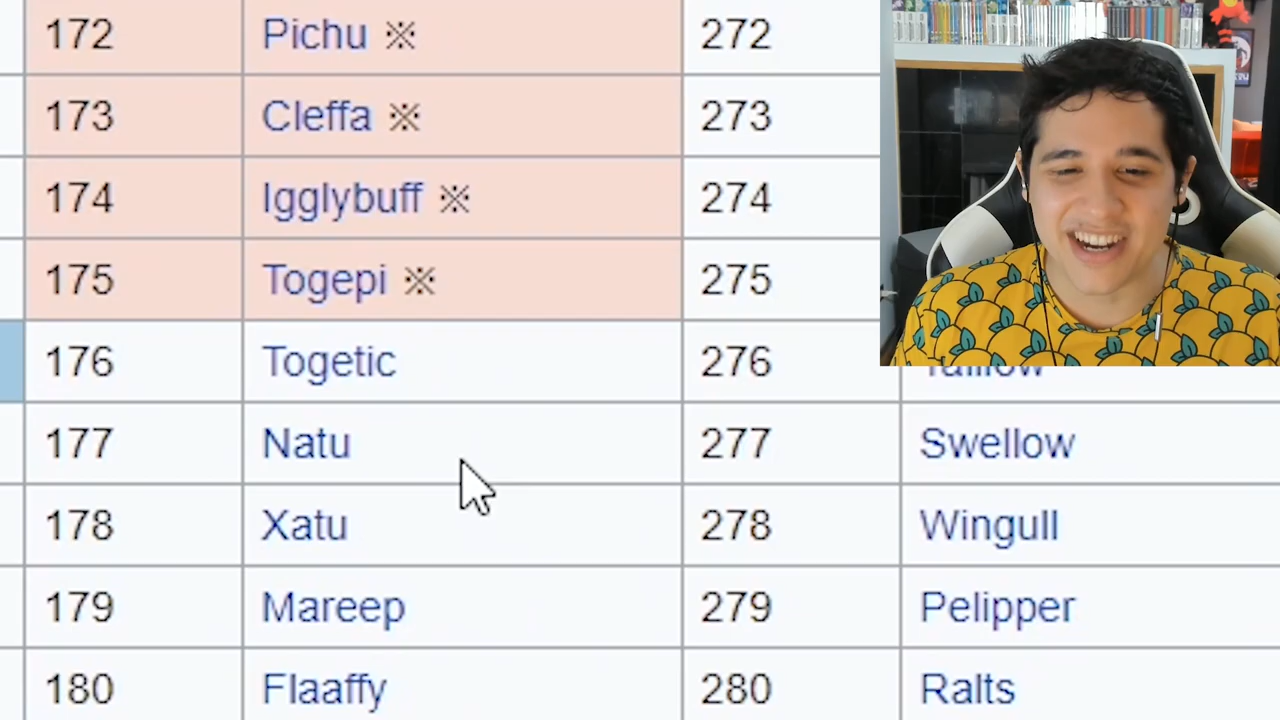 172 Pichu ※ 272
173 Cleffa ※ 273
174 Igglybuff ※ 274
175 Togepi ※ 275
176 Togetic 276
177 Natu 277 Swellow
178 Xatu 278 Wingull
179 Mareep 279 Pelipper
180 Flaaffy 280 Ralts